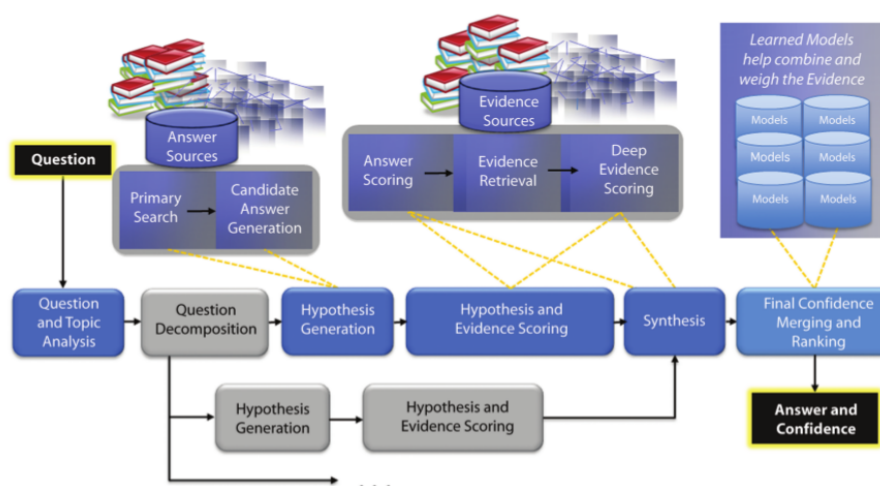 Learned Models
help combine and
weigh the Evidence
Models
Models
Models
Models
Models
Models
Answer
Sources
Evidence
Sources
Question
Primary
Search
Candidate
Answer
Generation
Answer
Scoring
Evidence
Retrieval
Deep
Evidence
Scoring
Question
and Topic
Analysis
Question
Decomposition
Hypothesis
Generation
Hypothesis and
Evidence Scoring
Synthesis
Final Confidence
Merging and
Ranking
Hypothesis
Generation
Hypothesis and
Evidence Scoring
Answer and
Confidence
. . .